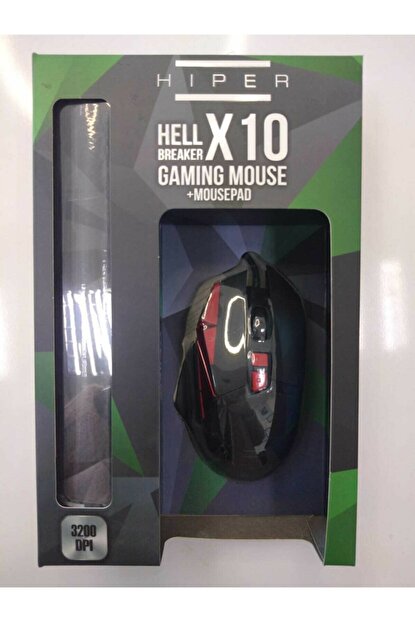 HIPER
HELL BREAKER X10
GAMING MOUSE
+MOUSEPAD
3200
DPI